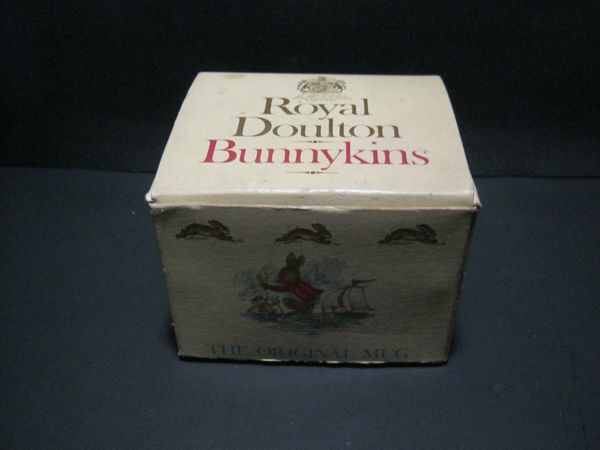 Royal
Doulton
Bunnykins
THE ORIGINAL MUG